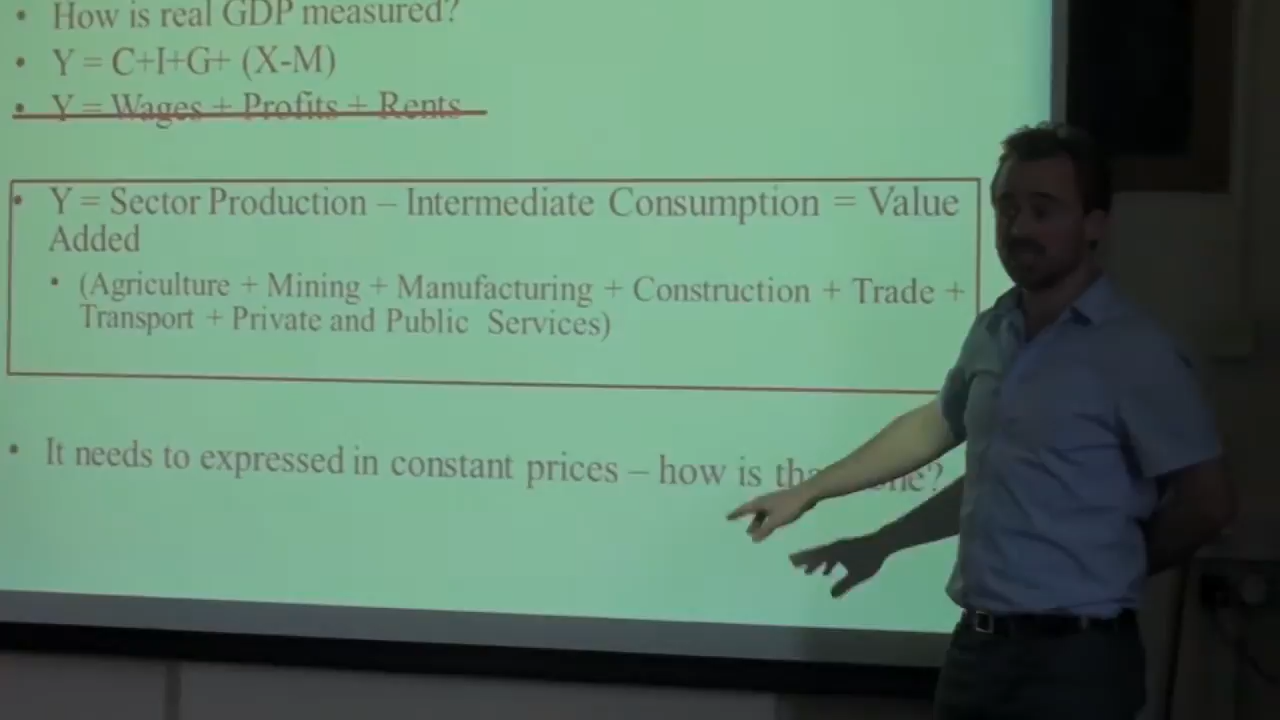 • How is real GDP measured?
• Y = C+I+G+ (X-M)
• Y = Wages + Profits + Rents
• Y = Sector Production – Intermediate Consumption = Value
Added
• (Agriculture + Mining + Manufacturing + Construction + Trade +
Transport + Private and Public Services)
• It needs to expressed in constant prices – how is